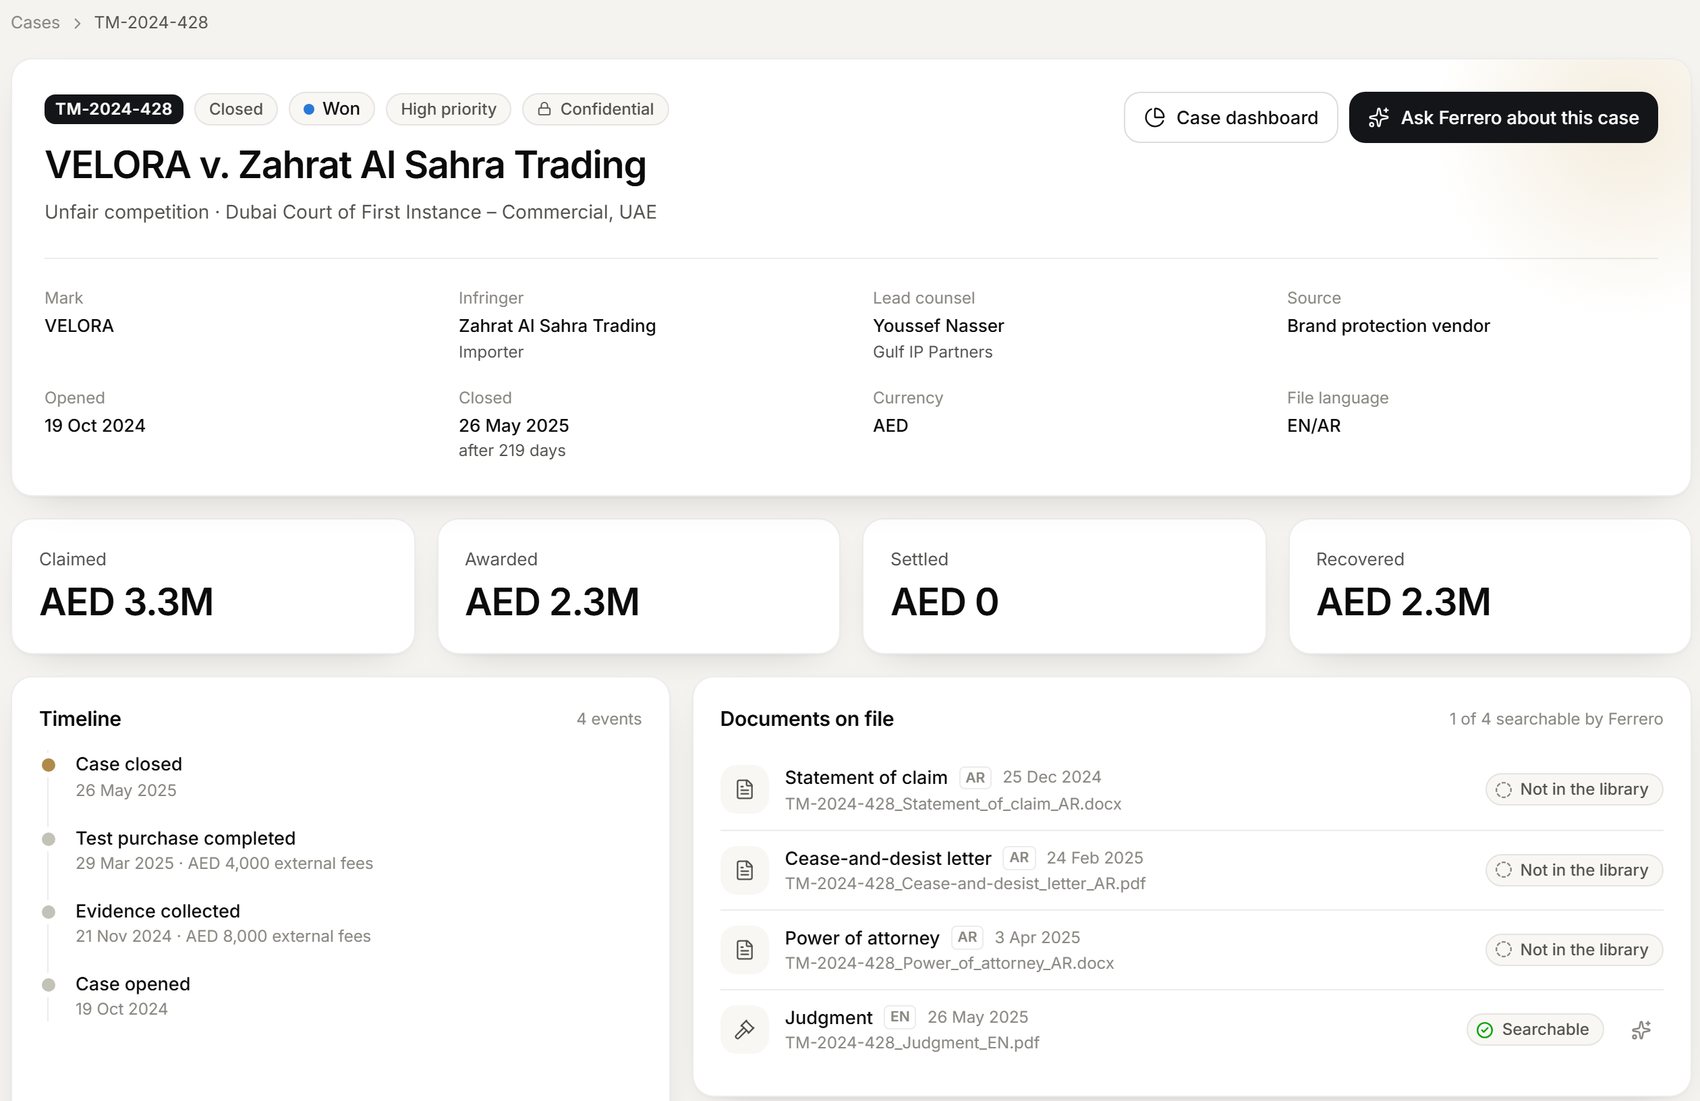 Cases > TM-2024-428
TM-2024-428 Closed Won High priority Confidential
Case dashboard
Ask Ferrero about this case
VELORA v. Zahrat Al Sahra Trading
Unfair competition · Dubai Court of First Instance – Commercial, UAE
Mark
VELORA
Infringer
Zahrat Al Sahra Trading
Importer
Lead counsel
Youssef Nasser
Gulf IP Partners
Source
Brand protection vendor
Opened
19 Oct 2024
Closed
26 May 2025
after 219 days
Currency
AED
File language
EN/AR
Claimed
AED 3.3M
Awarded
AED 2.3M
Settled
AED 0
Recovered
AED 2.3M
Timeline
4 events
Case closed
26 May 2025
Test purchase completed
29 Mar 2025 · AED 4,000 external fees
Evidence collected
21 Nov 2024 · AED 8,000 external fees
Case opened
19 Oct 2024
Documents on file
1 of 4 searchable by Ferrero
Statement of claim AR 25 Dec 2024
TM-2024-428_Statement_of_claim_AR.docx
Not in the library
Cease-and-desist letter AR 24 Feb 2025
TM-2024-428_Cease-and-desist_letter_AR.pdf
Not in the library
Power of attorney AR 3 Apr 2025
TM-2024-428_Power_of_attorney_AR.docx
Not in the library
Judgment EN 26 May 2025
TM-2024-428_Judgment_EN.pdf
Searchable